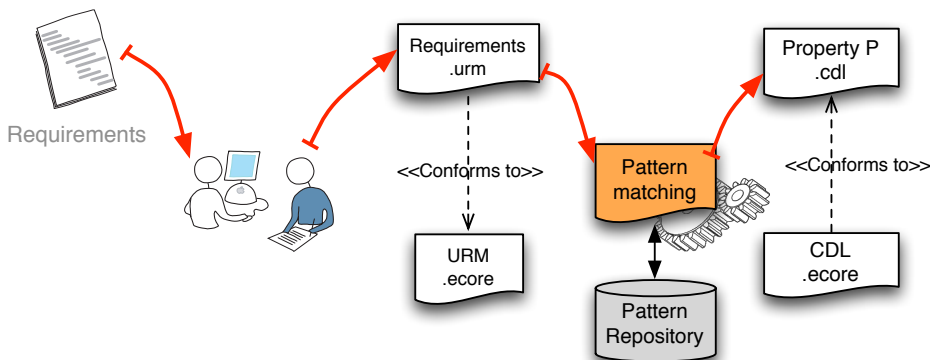 Requirements
Requirements
.urm
<<Conforms to>>
URM
.ecore
Pattern
matching
Pattern
Repository
Property P
.cdl
<<Conforms to>>
CDL
.ecore